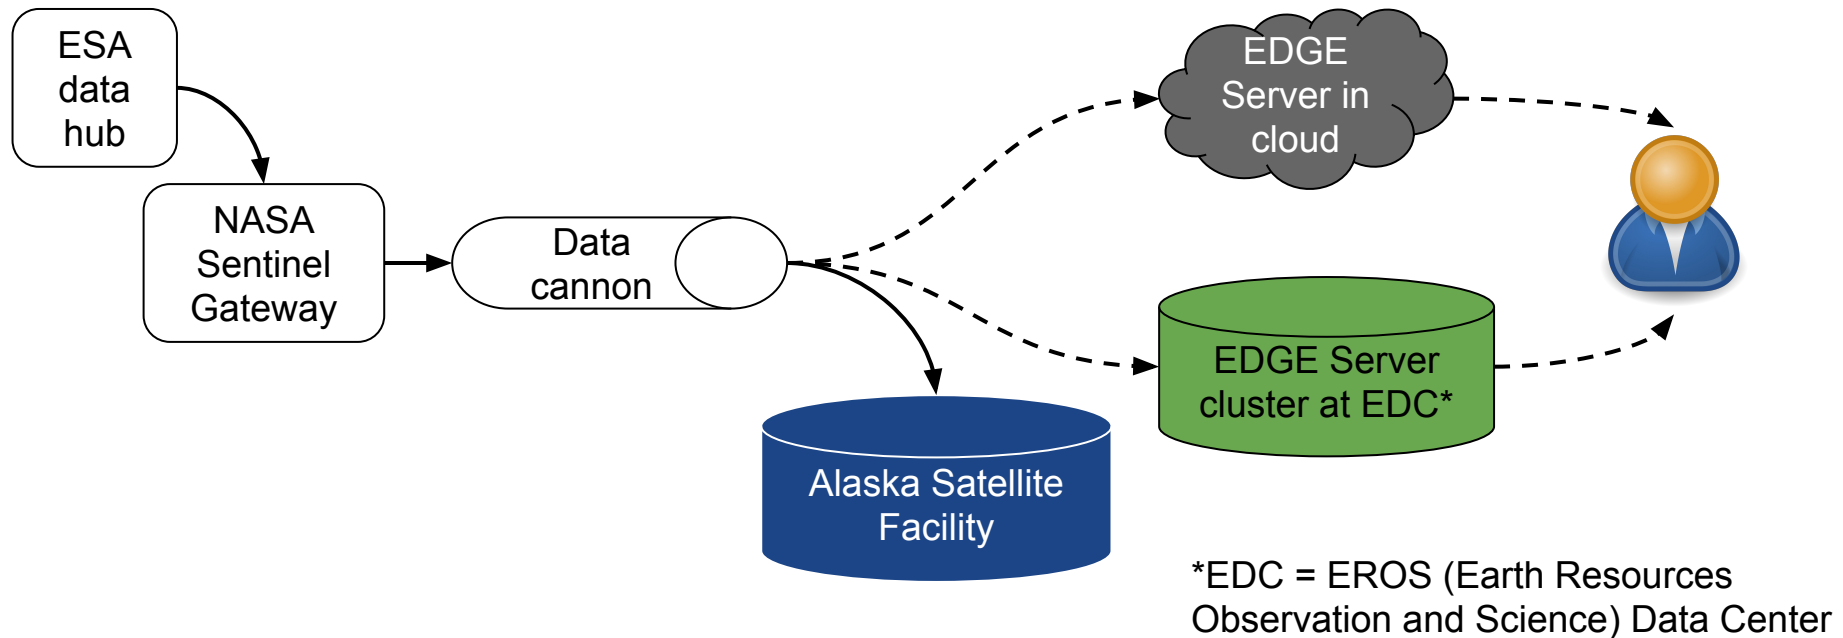 ESA
data
hub
NASA
Sentinel
Gateway
Data
cannon
EDGE
Server in
cloud
EDGE Server
cluster at EDC*
Alaska Satellite
Facility
*EDC = EROS (Earth Resources
Observation and Science) Data Center